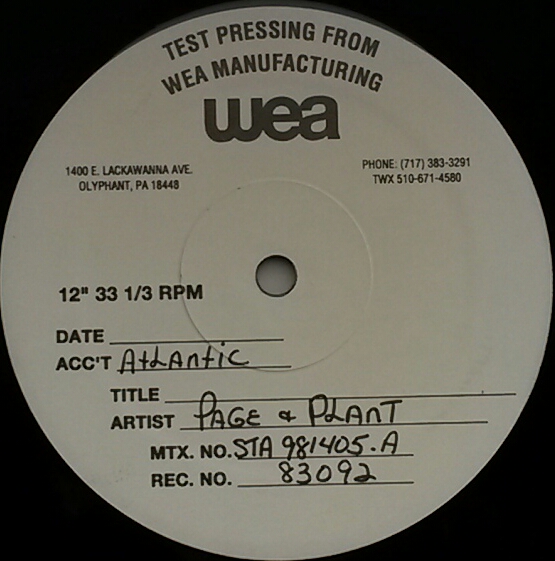 TEST PRESSING FROM
WEA MANUFACTURING
wea
1400 E. LACKAWANNA AVE.
OLYPHANT, PA 18448
PHONE: (717) 383-3291
TWX 510-671-4580
12" 33 1/3 RPM
DATE
ACC'T Atlantic
TITLE
ARTIST PAGE & PLANT
MTX. NO. STA 981405-A
REC. NO. 83092